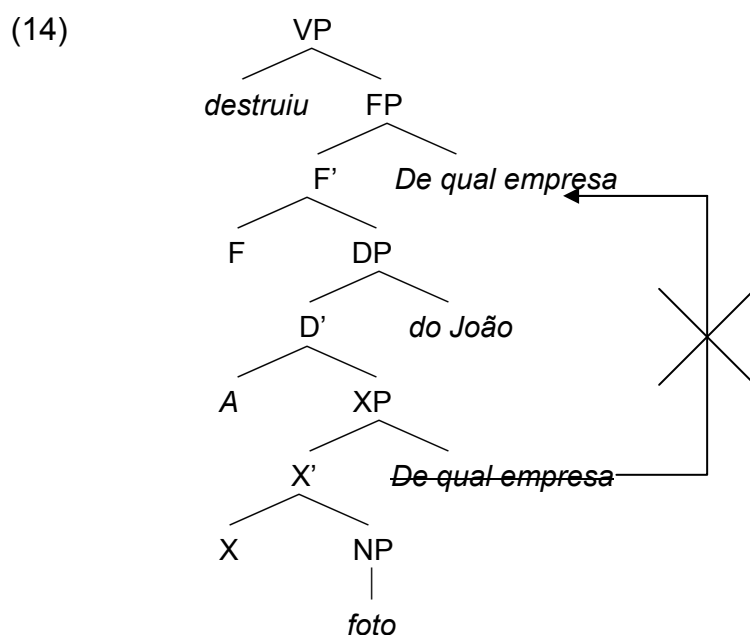 (14)
VP
destruiu FP
F’ De qual empresa
F DP
D’ do João
A XP
X’ De qual empresa
X NP
foto